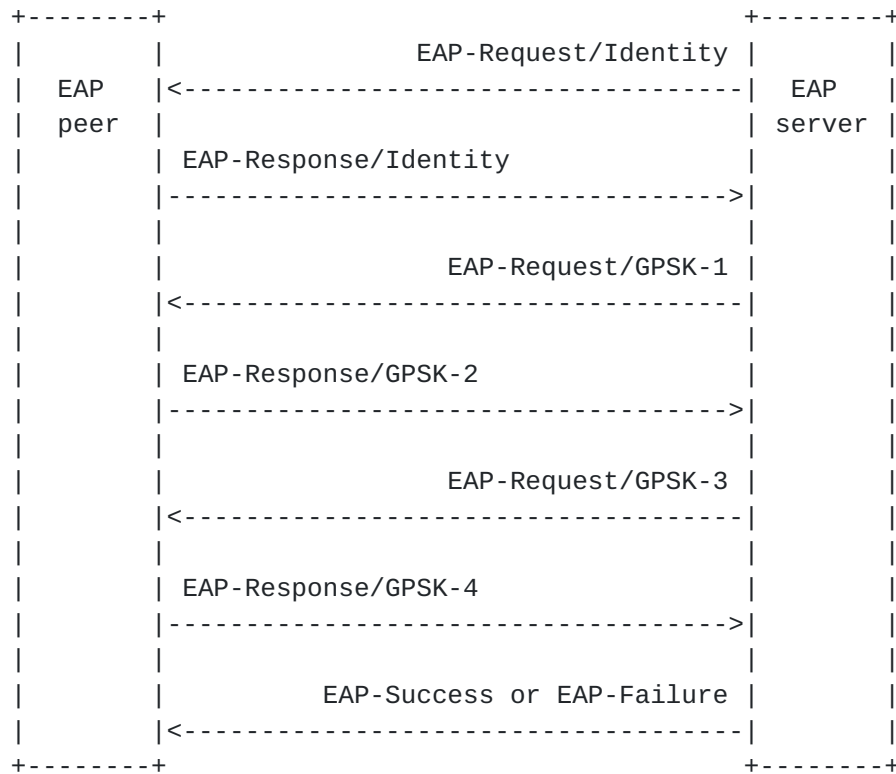 +--------+                                     +--------+
|        |                EAP-Request/Identity |        |
|  EAP   |<------------------------------------|  EAP   |
|  peer  |                                     | server |
|        | EAP-Response/Identity               |        |
|        |------------------------------------>|        |
|        |                                     |        |
|        |                  EAP-Request/GPSK-1 |        |
|        |<------------------------------------|        |
|        |                                     |        |
|        | EAP-Response/GPSK-2                 |        |
|        |------------------------------------>|        |
|        |                                     |        |
|        |                  EAP-Request/GPSK-3 |        |
|        |<------------------------------------|        |
|        |                                     |        |
|        | EAP-Response/GPSK-4                 |        |
|        |------------------------------------>|        |
|        |                                     |        |
|        |          EAP-Success or EAP-Failure |        |
|        |<------------------------------------|        |
+--------+                                     +--------+